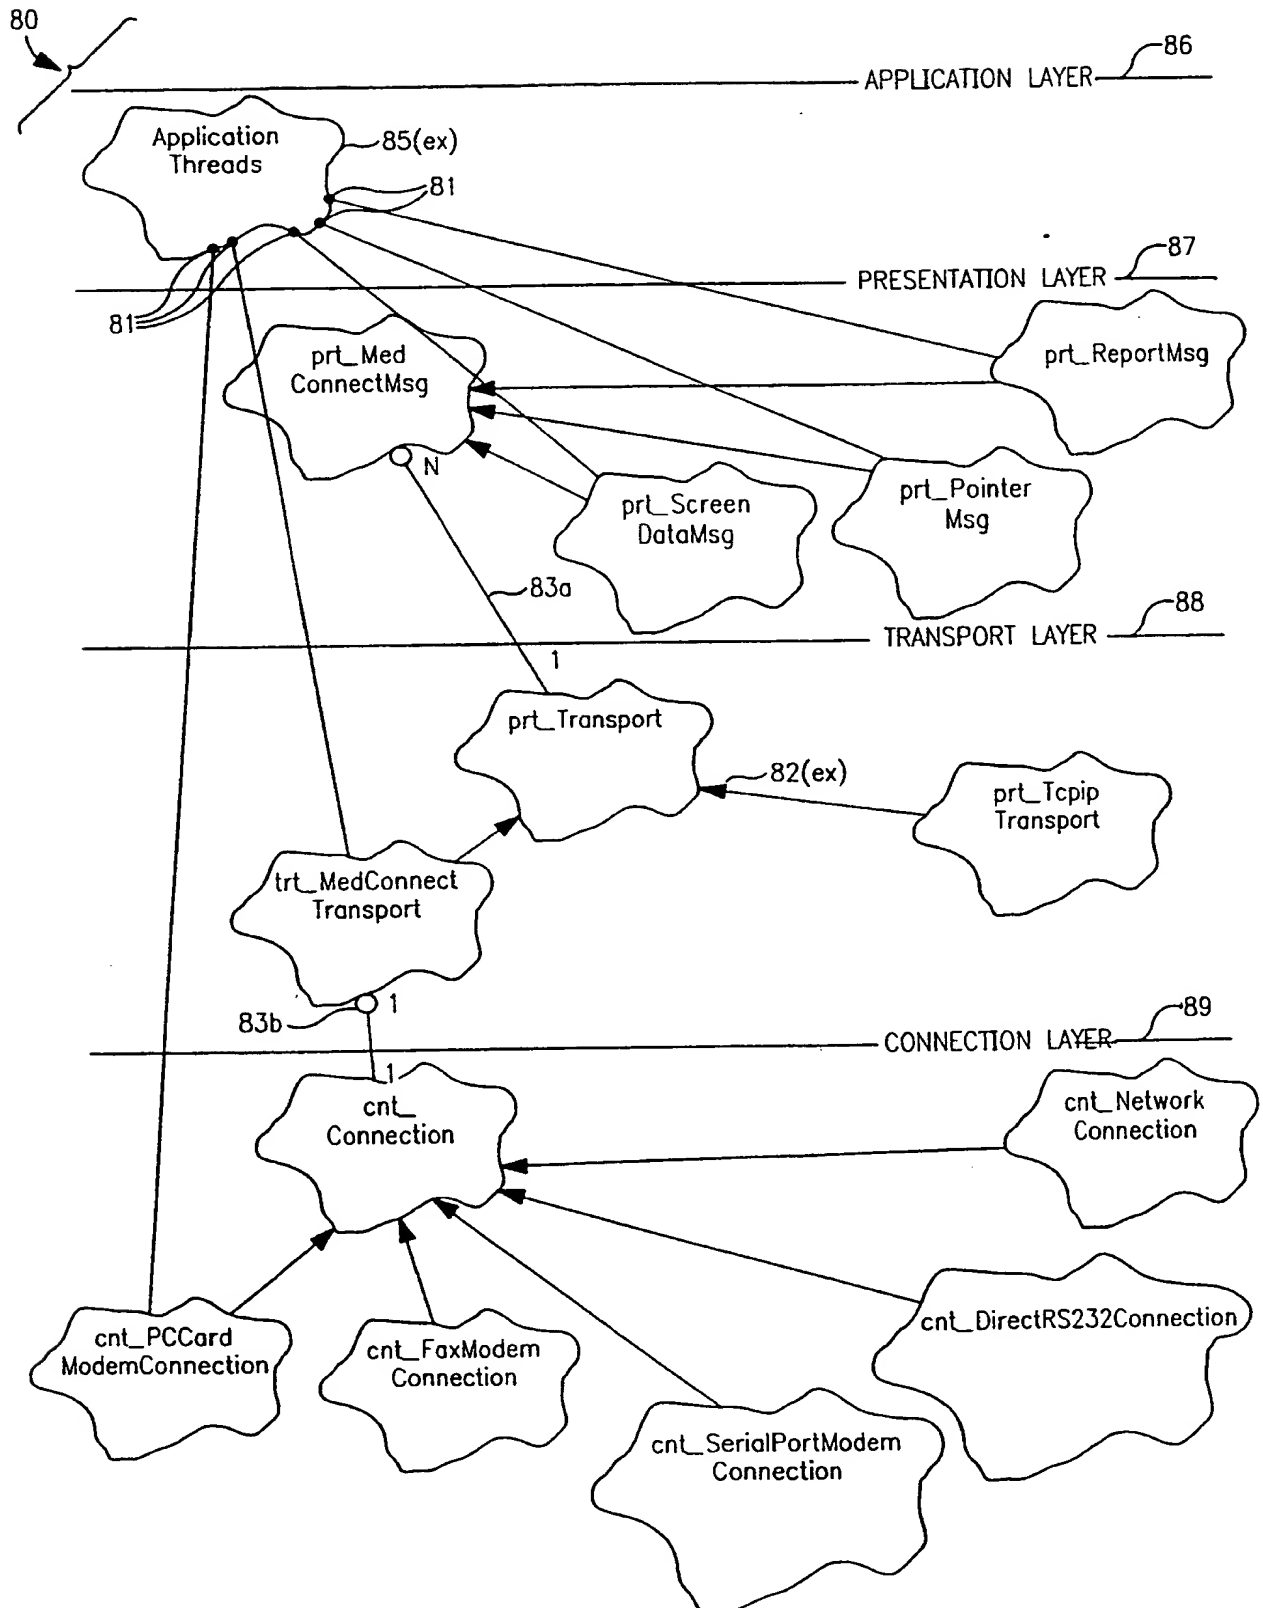 80
86
APPLICATION LAYER
Application
Threads
85(ex)
81
87
PRESENTATION LAYER
81
prt_Med
ConnectMsg
prt_ReportMsg
N
prt_Screen
DataMsg
prt_Pointer
Msg
83a
88
TRANSPORT LAYER
1
prt_Transport
82(ex)
prt_Tcpip
Transport
trt_MedConnect
Transport
83b
1
89
CONNECTION LAYER
1
cnt_
Connection
cnt_Network
Connection
cnt_PCCard
ModemConnection
cnt_FaxModem
Connection
cnt_DirectRS232Connection
cnt_SerialPortModem
Connection